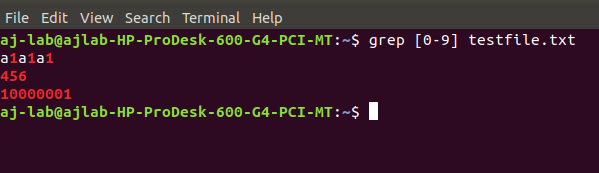 File Edit View Search Terminal Help
aj-lab@ajlab-HP-ProDesk-600-G4-PCI-MT:~$ grep [0-9] testfile.txt
a1a1a1
456
10000001
aj-lab@ajlab-HP-ProDesk-600-G4-PCI-MT:~$